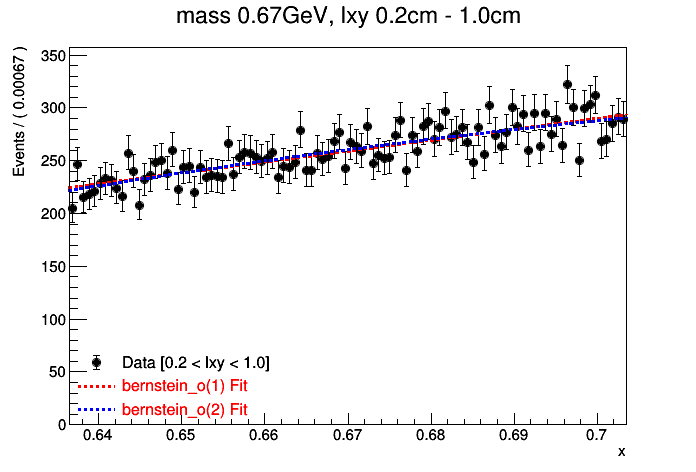 mass 0.67GeV, lxy 0.2cm - 1.0cm
Events / ( 0.00067 )
350
300
250
200
150
100
50
0
Data [0.2 < lxy < 1.0]
bernstein_o(1) Fit
bernstein_o(2) Fit
0.64 0.65 0.66 0.67 0.68 0.69 0.7
x